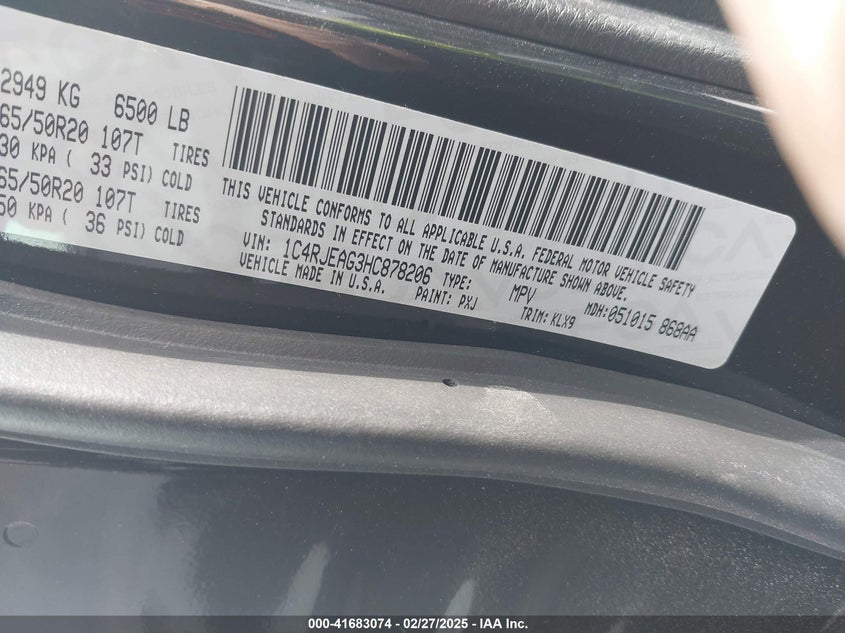 2949 KG 6500 LB
65/50R20 107T TIRES
30 KPA ( 33 PSI) COLD
65/50R20 107T TIRES
50 KPA ( 36 PSI) COLD
THIS VEHICLE CONFORMS TO ALL APPLICABLE U.S.A. FEDERAL MOTOR VEHICLE SAFETY
STANDARDS IN EFFECT ON THE DATE OF MANUFACTURE SHOWN ABOVE.
VIN: 1C4RJEAG3HC878206 TYPE: MPV MDH:051015 868AA
VEHICLE MADE IN U.S.A. PAINT: PXJ TRIM: KLX9
000-41683074 / 02/27/2025 - IAA Inc.